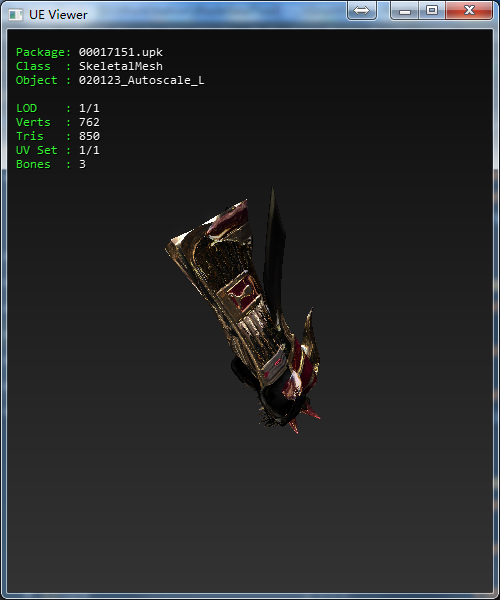 UE Viewer
Package: 00017151.upk
Class  : SkeletalMesh
Object : 020123_Autoscale_L
LOD    : 1/1
Verts  : 762
Tris   : 850
UV Set : 1/1
Bones  : 3